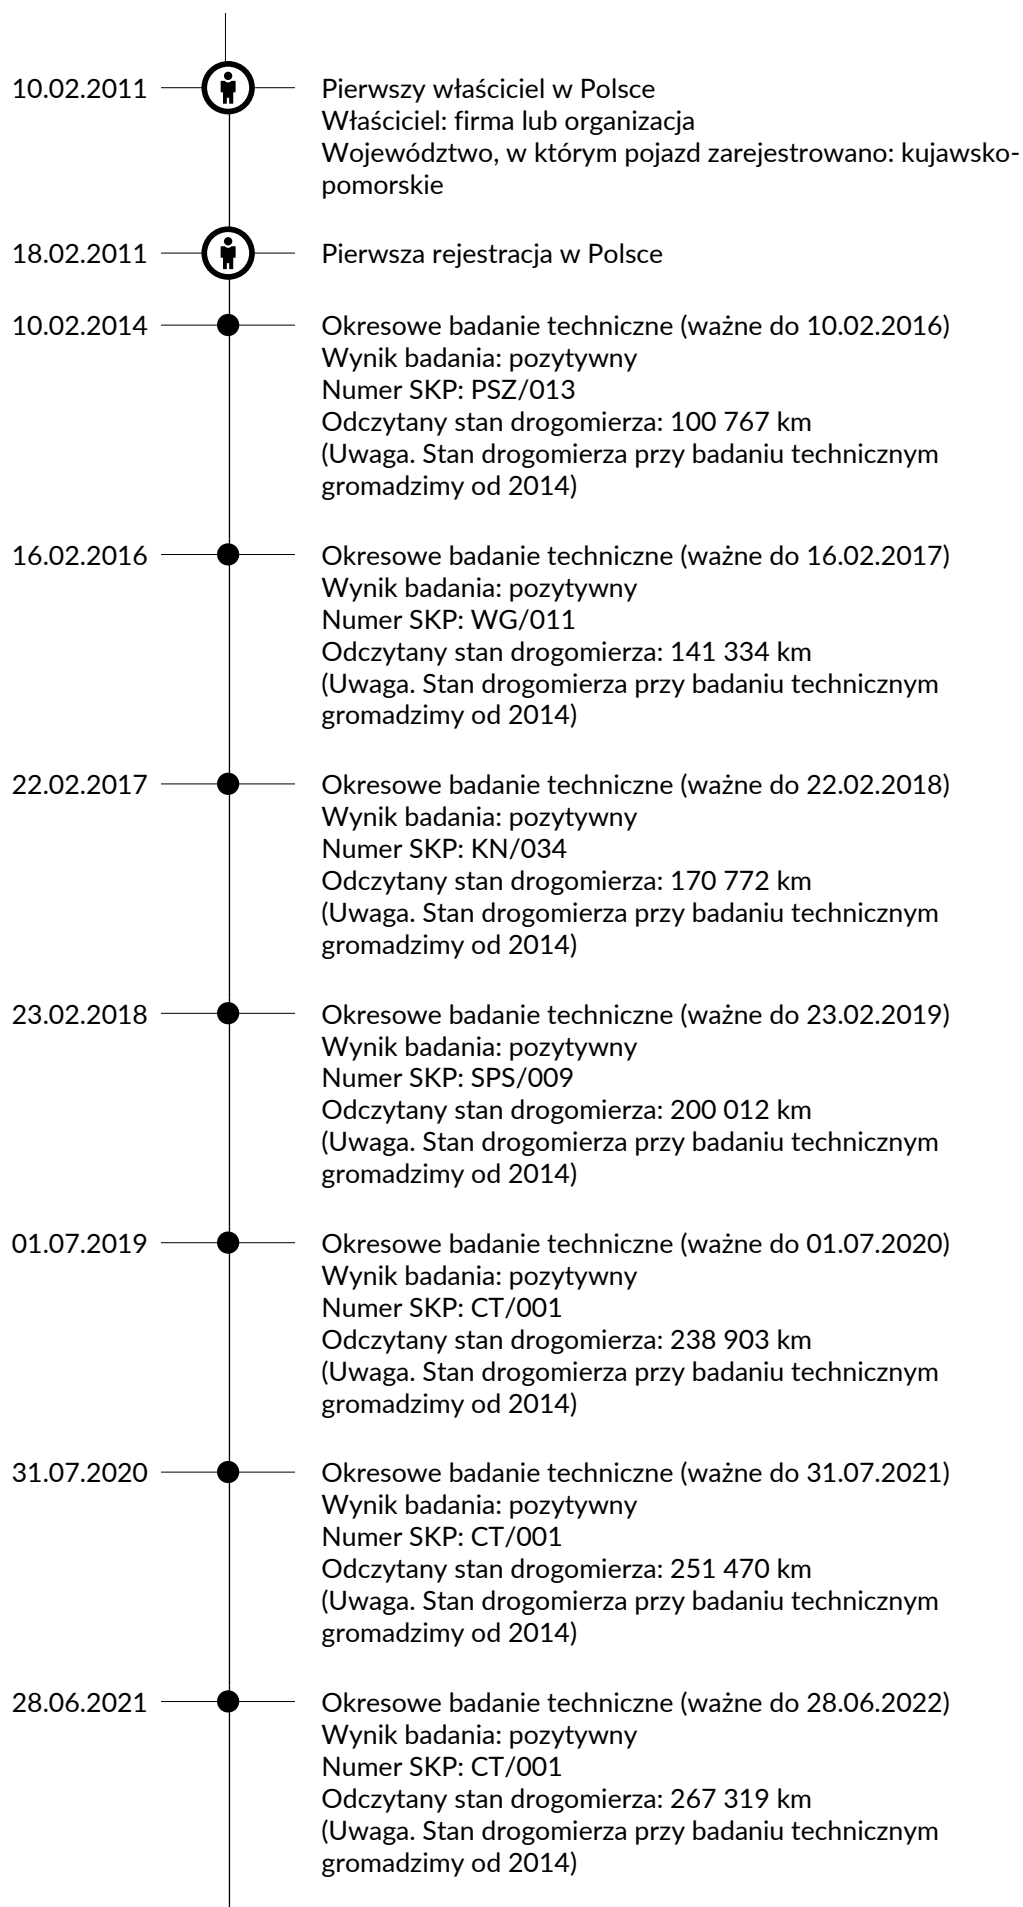 10.02.2011
Pierwszy właściciel w Polsce
Właściciel: firma lub organizacja
Województwo, w którym pojazd zarejestrowano: kujawsko-
pomorskie
18.02.2011
Pierwsza rejestracja w Polsce
10.02.2014
Okresowe badanie techniczne (ważne do 10.02.2016)
Wynik badania: pozytywny
Numer SKP: PSZ/013
Odczytany stan drogomierza: 100 767 km
(Uwaga. Stan drogomierza przy badaniu technicznym
gromadzimy od 2014)
16.02.2016
Okresowe badanie techniczne (ważne do 16.02.2017)
Wynik badania: pozytywny
Numer SKP: WG/011
Odczytany stan drogomierza: 141 334 km
(Uwaga. Stan drogomierza przy badaniu technicznym
gromadzimy od 2014)
22.02.2017
Okresowe badanie techniczne (ważne do 22.02.2018)
Wynik badania: pozytywny
Numer SKP: KN/034
Odczytany stan drogomierza: 170 772 km
(Uwaga. Stan drogomierza przy badaniu technicznym
gromadzimy od 2014)
23.02.2018
Okresowe badanie techniczne (ważne do 23.02.2019)
Wynik badania: pozytywny
Numer SKP: SPS/009
Odczytany stan drogomierza: 200 012 km
(Uwaga. Stan drogomierza przy badaniu technicznym
gromadzimy od 2014)
01.07.2019
Okresowe badanie techniczne (ważne do 01.07.2020)
Wynik badania: pozytywny
Numer SKP: CT/001
Odczytany stan drogomierza: 238 903 km
(Uwaga. Stan drogomierza przy badaniu technicznym
gromadzimy od 2014)
31.07.2020
Okresowe badanie techniczne (ważne do 31.07.2021)
Wynik badania: pozytywny
Numer SKP: CT/001
Odczytany stan drogomierza: 251 470 km
(Uwaga. Stan drogomierza przy badaniu technicznym
gromadzimy od 2014)
28.06.2021
Okresowe badanie techniczne (ważne do 28.06.2022)
Wynik badania: pozytywny
Numer SKP: CT/001
Odczytany stan drogomierza: 267 319 km
(Uwaga. Stan drogomierza przy badaniu technicznym
gromadzimy od 2014)